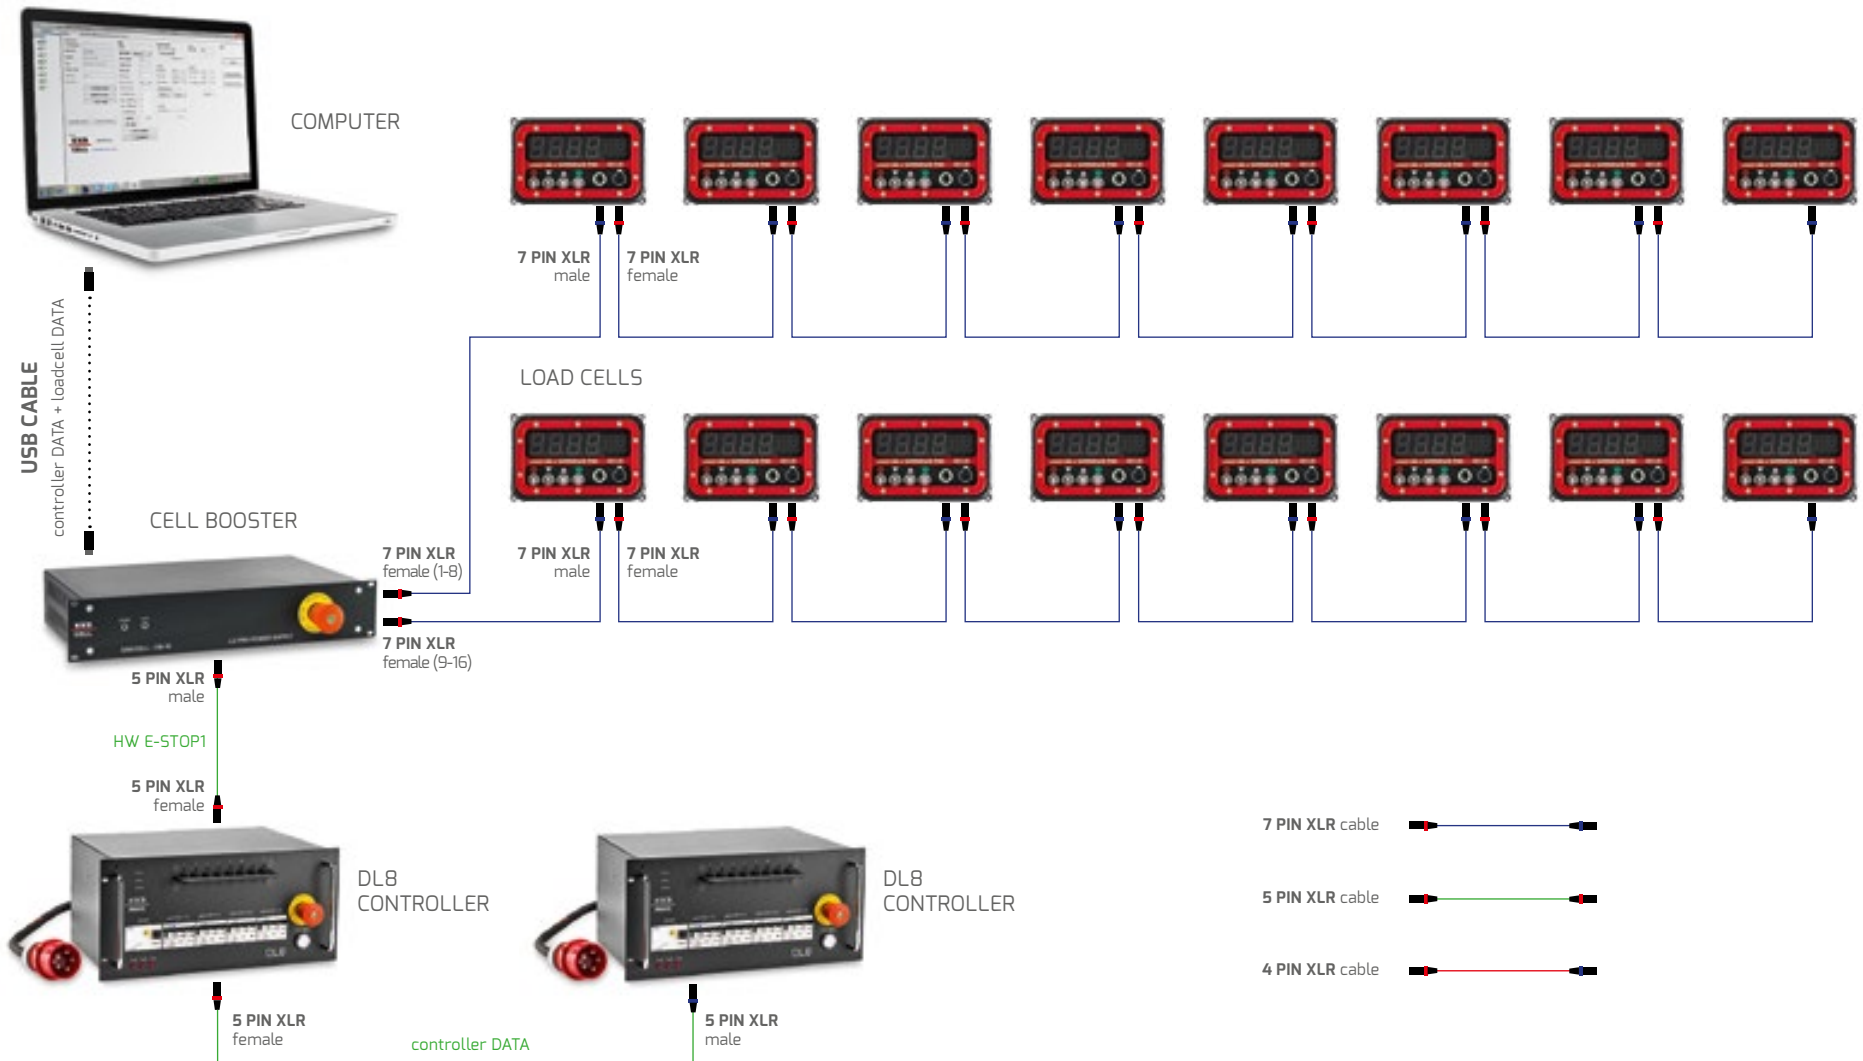 COMPUTER
7 PIN XLR
male
7 PIN XLR
female
USB CABLE
controller DATA + loadcell DATA
LOAD CELLS
CELL BOOSTER
7 PIN XLR
female (1-8)
7 PIN XLR
male
7 PIN XLR
female
7 PIN XLR
female (9-16)
5 PIN XLR
male
HW E-STOP1
5 PIN XLR
female
DL8
CONTROLLER
DL8
CONTROLLER
DL8
DL8
7 PIN XLR cable
5 PIN XLR cable
4 PIN XLR cable
5 PIN XLR
female
controller DATA
5 PIN XLR
male